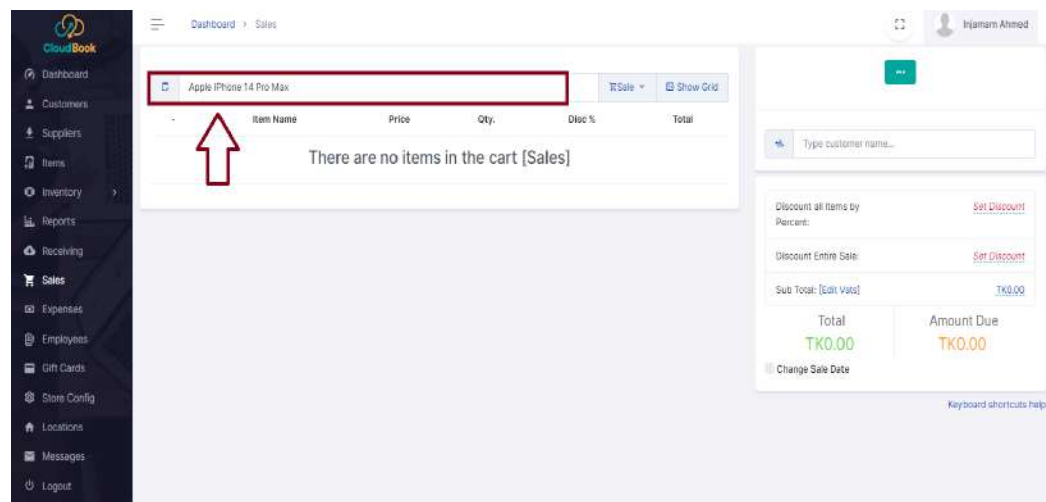 CloudBook
Dashboard > Sales
Injamam Ahmed
Dashboard
Customers
Suppliers
Items
Inventory >
Reports
Receiving
Sales
Expenses
Employees
Gift Cards
Store Config
Locations
Messages
Logout
Apple IPhone 14 Pro Max
Sale
Show Grid
- Item Name Price Qty. Disc % Total
There are no items in the cart [Sales]
Type customer name...
Discount all Items by Percent: Set Discount
Discount Entire Sale: Set Discount
Sub Total: [Edit Vats] TK0.00
Total
TK0.00
Amount Due
TK0.00
Change Sale Date
Keyboard shortcuts help